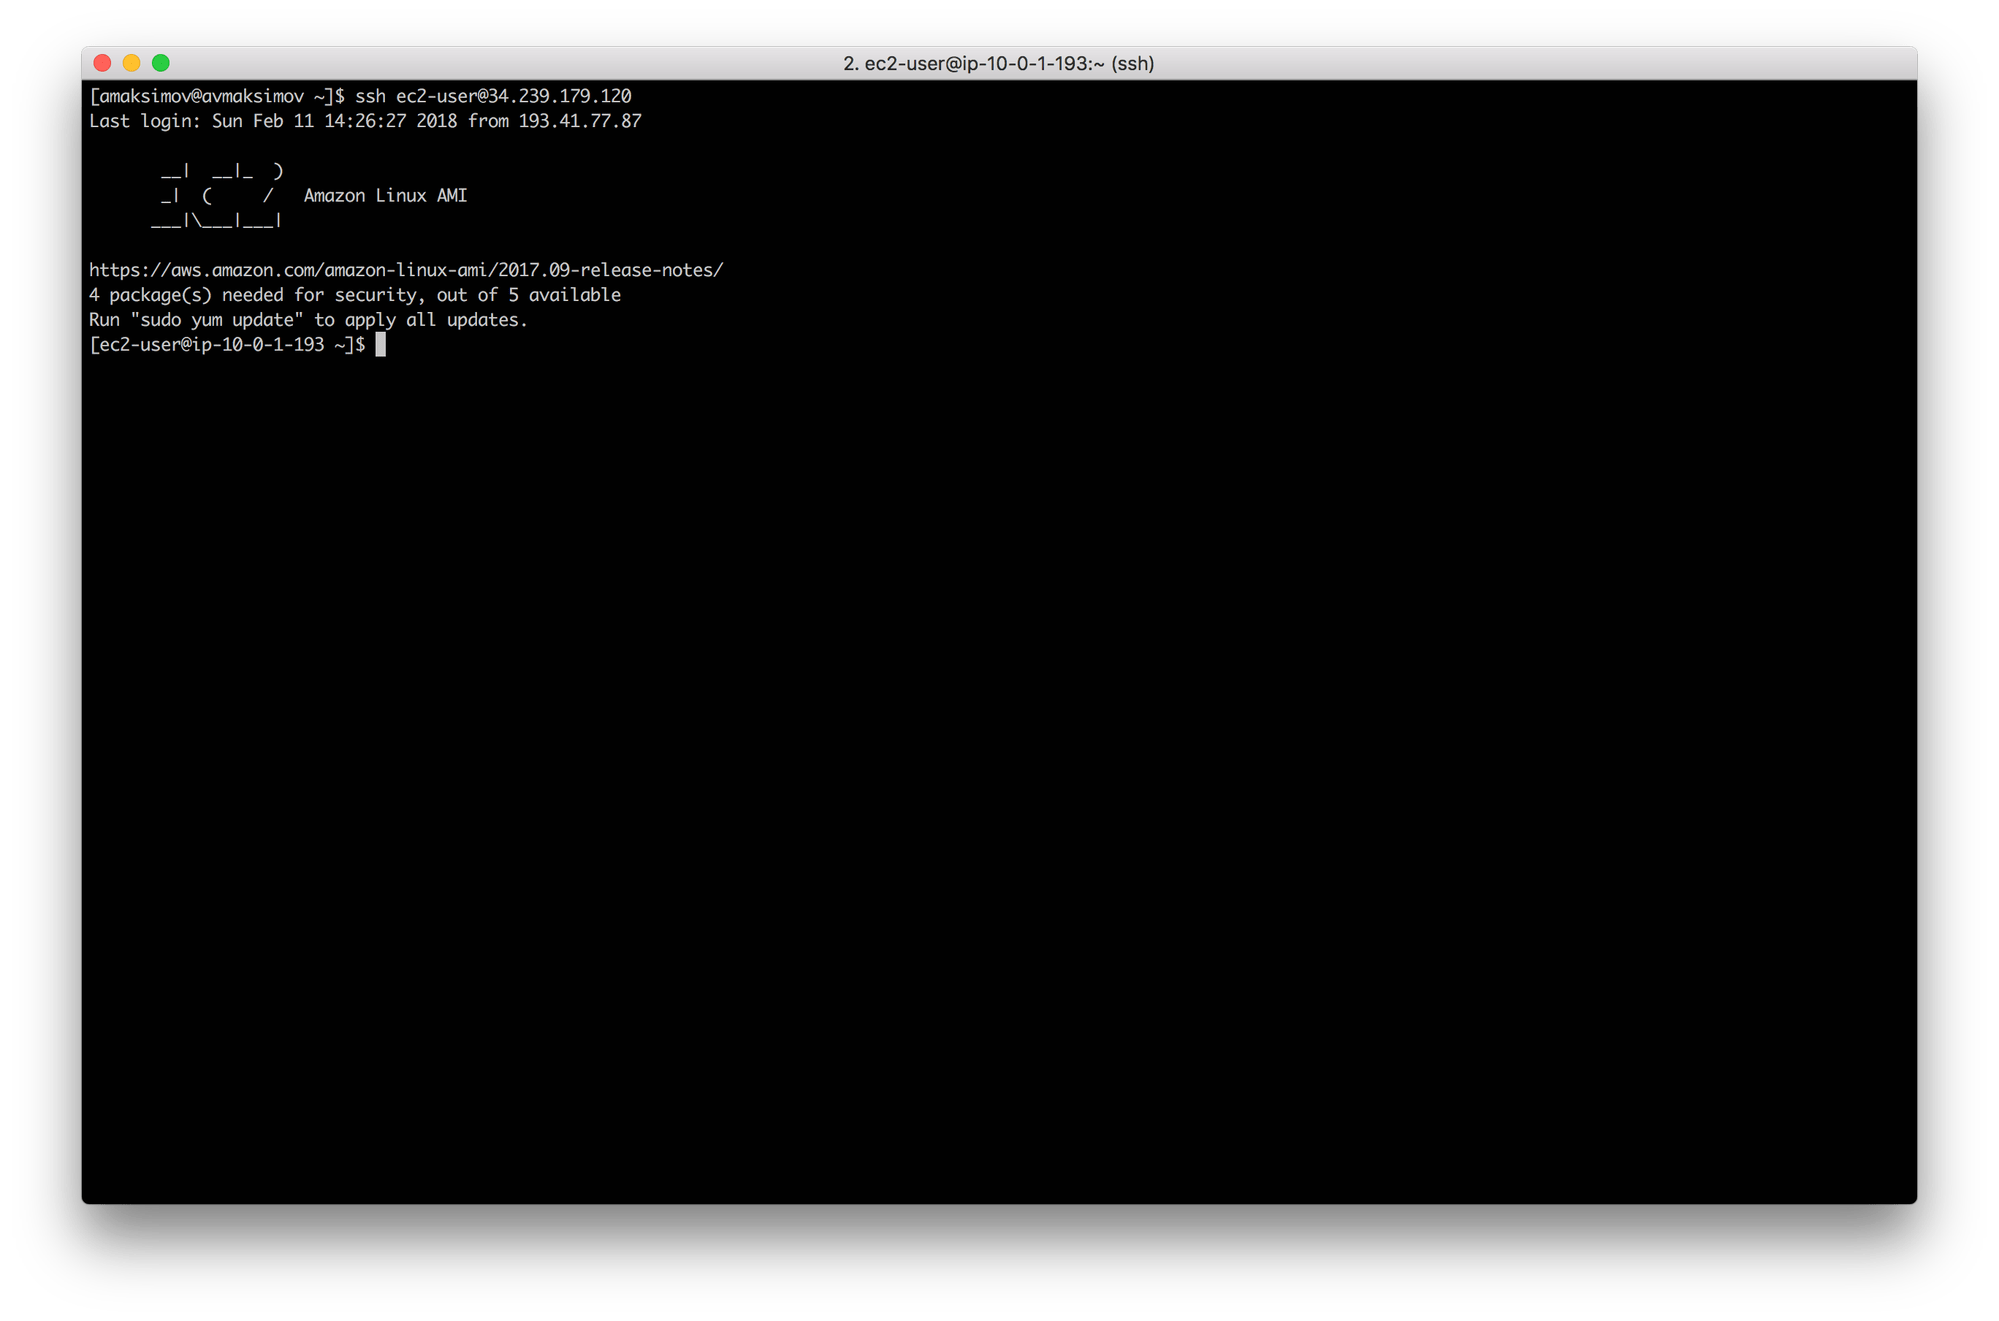 2. ec2-user@ip-10-0-1-193:~ (ssh)
[amaksimov@avmaksimov ~]$ ssh ec2-user@34.239.179.120
Last login: Sun Feb 11 14:26:27 2018 from 193.41.77.87

       __|  __|_  )
       _|  (     /   Amazon Linux AMI
      ___|\___|___|

https://aws.amazon.com/amazon-linux-ami/2017.09-release-notes/
4 package(s) needed for security, out of 5 available
Run "sudo yum update" to apply all updates.
[ec2-user@ip-10-0-1-193 ~]$